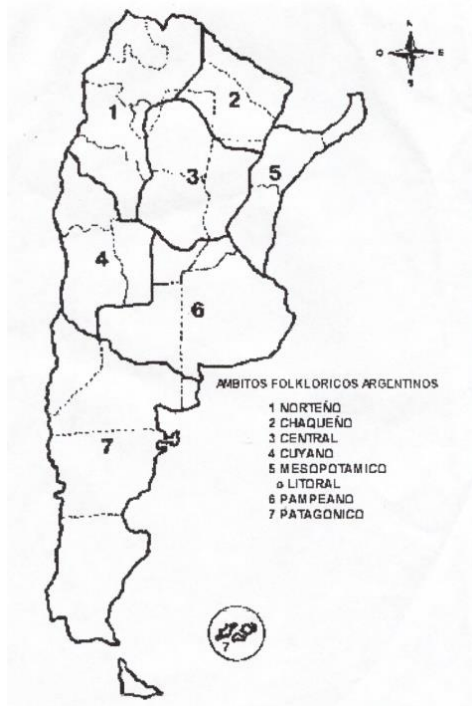 N
O E
S
1
2
3
5
4
6
AMBITOS FOLKLORICOS ARGENTINOS
1 NORTEÑO
2 CHAQUEÑO
3 CENTRAL
4 CUYANO
5 MESOPOTAMICO
o LITORAL
6 PAMPEANO
7 PATAGONICO
7
7